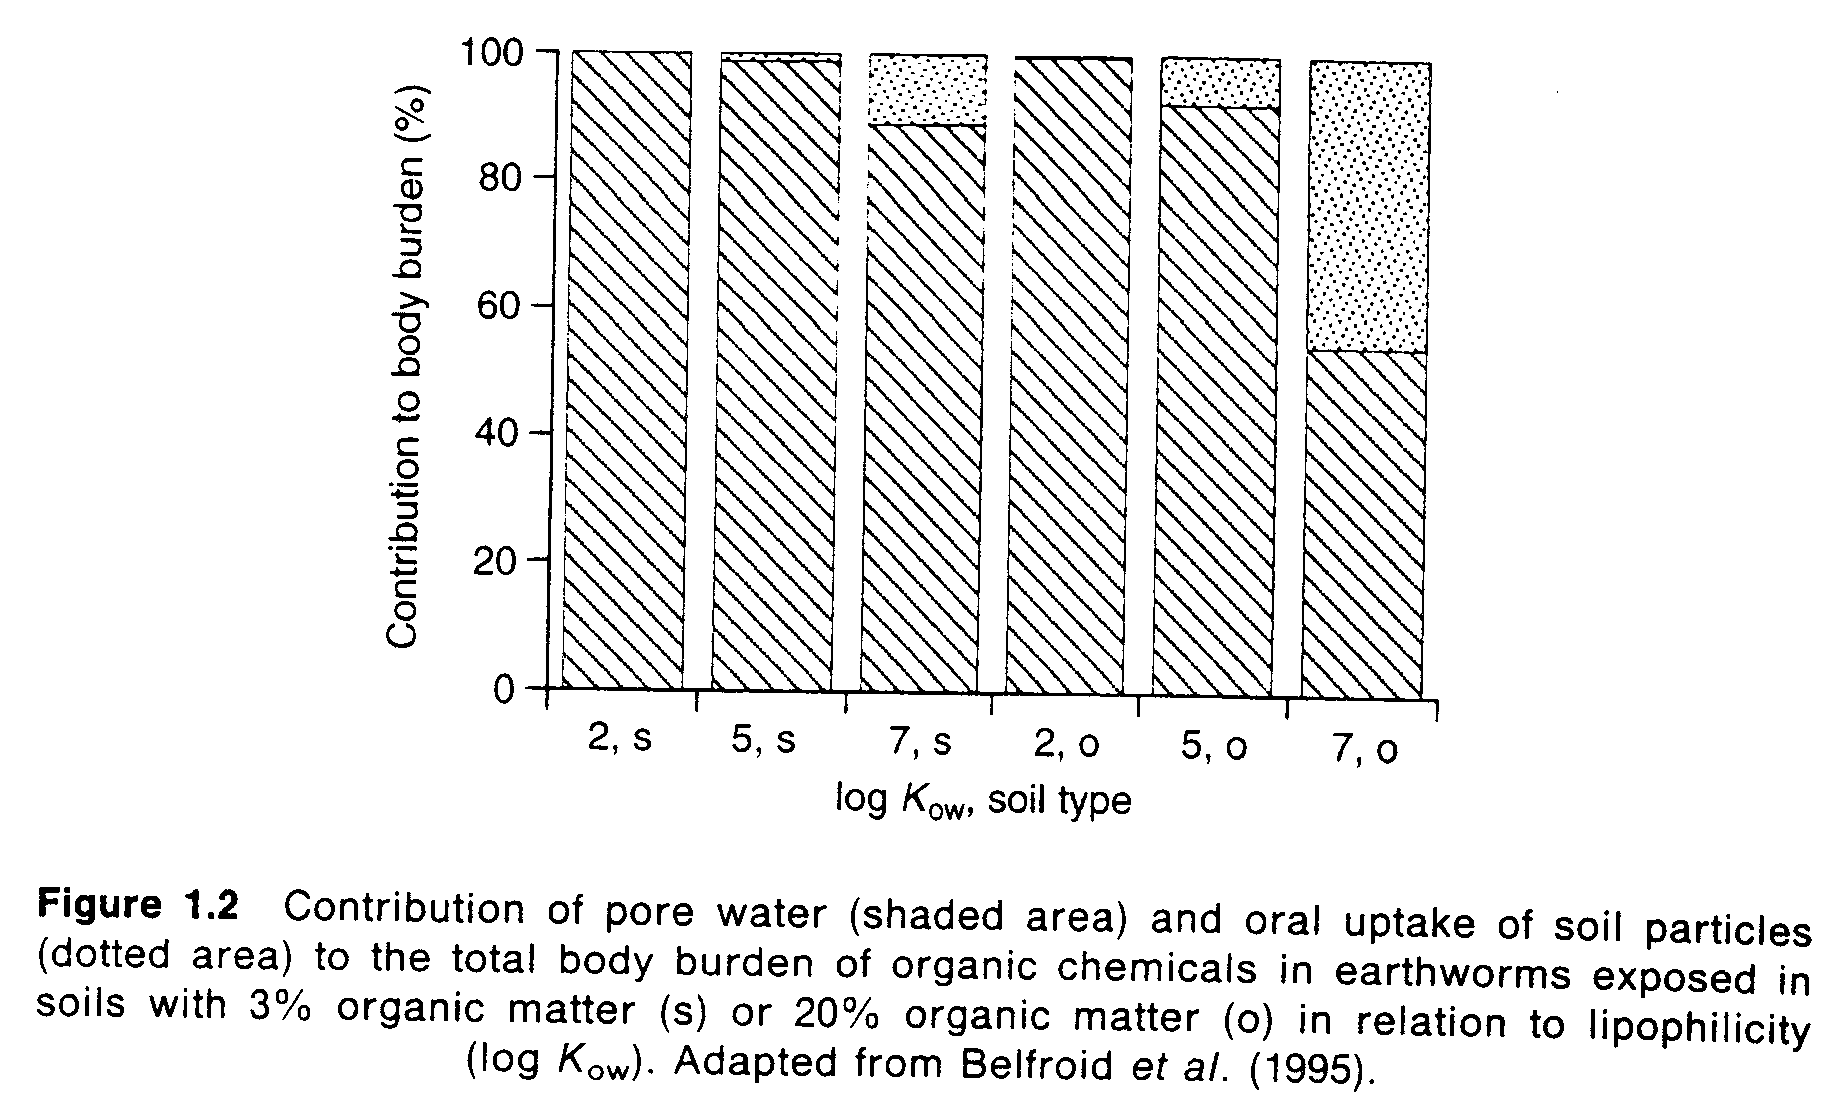 Contribution to body burden (%)
100
80
60
40
20
0
2, s 5, s 7, s 2, o 5, o 7, o
log Kow, soil type
Figure 1.2 Contribution of pore water (shaded area) and oral uptake of soil particles
(dotted area) to the total body burden of organic chemicals in earthworms exposed in
soils with 3% organic matter (s) or 20% organic matter (o) in relation to lipophilicity
(log Kow). Adapted from Belfroid et al. (1995).